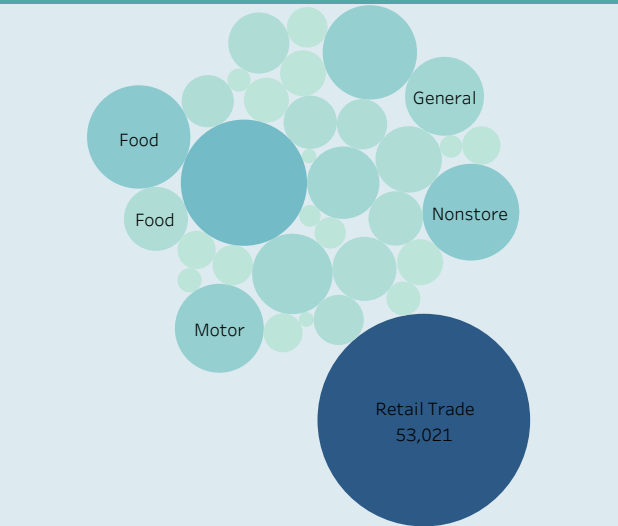 General
Food
Nonstore
Food
Motor
Retail Trade
53,021